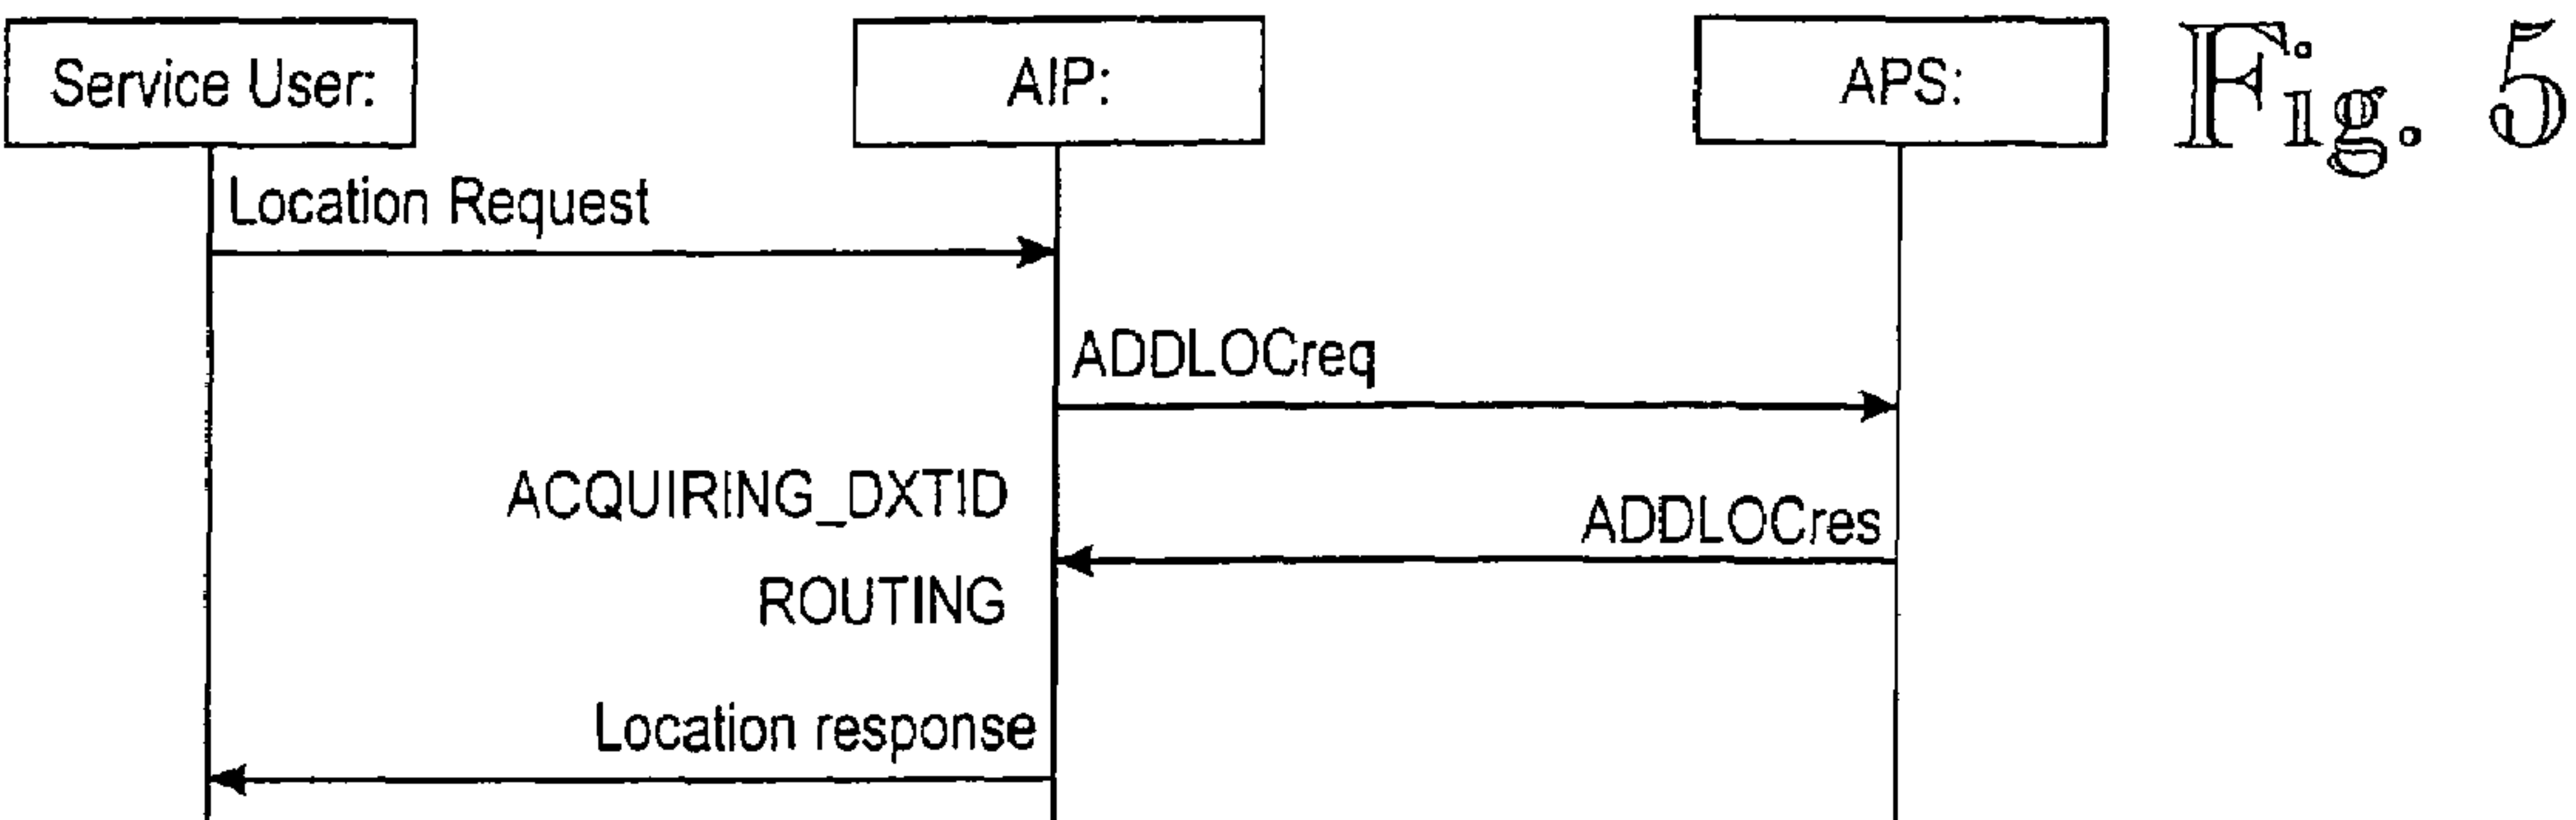 Service User:
AIP:
APS:
Fig. 5
Location Request
ADDLOCreq
ACQUIRING_DXTID
ADDLOCres
ROUTING
Location response